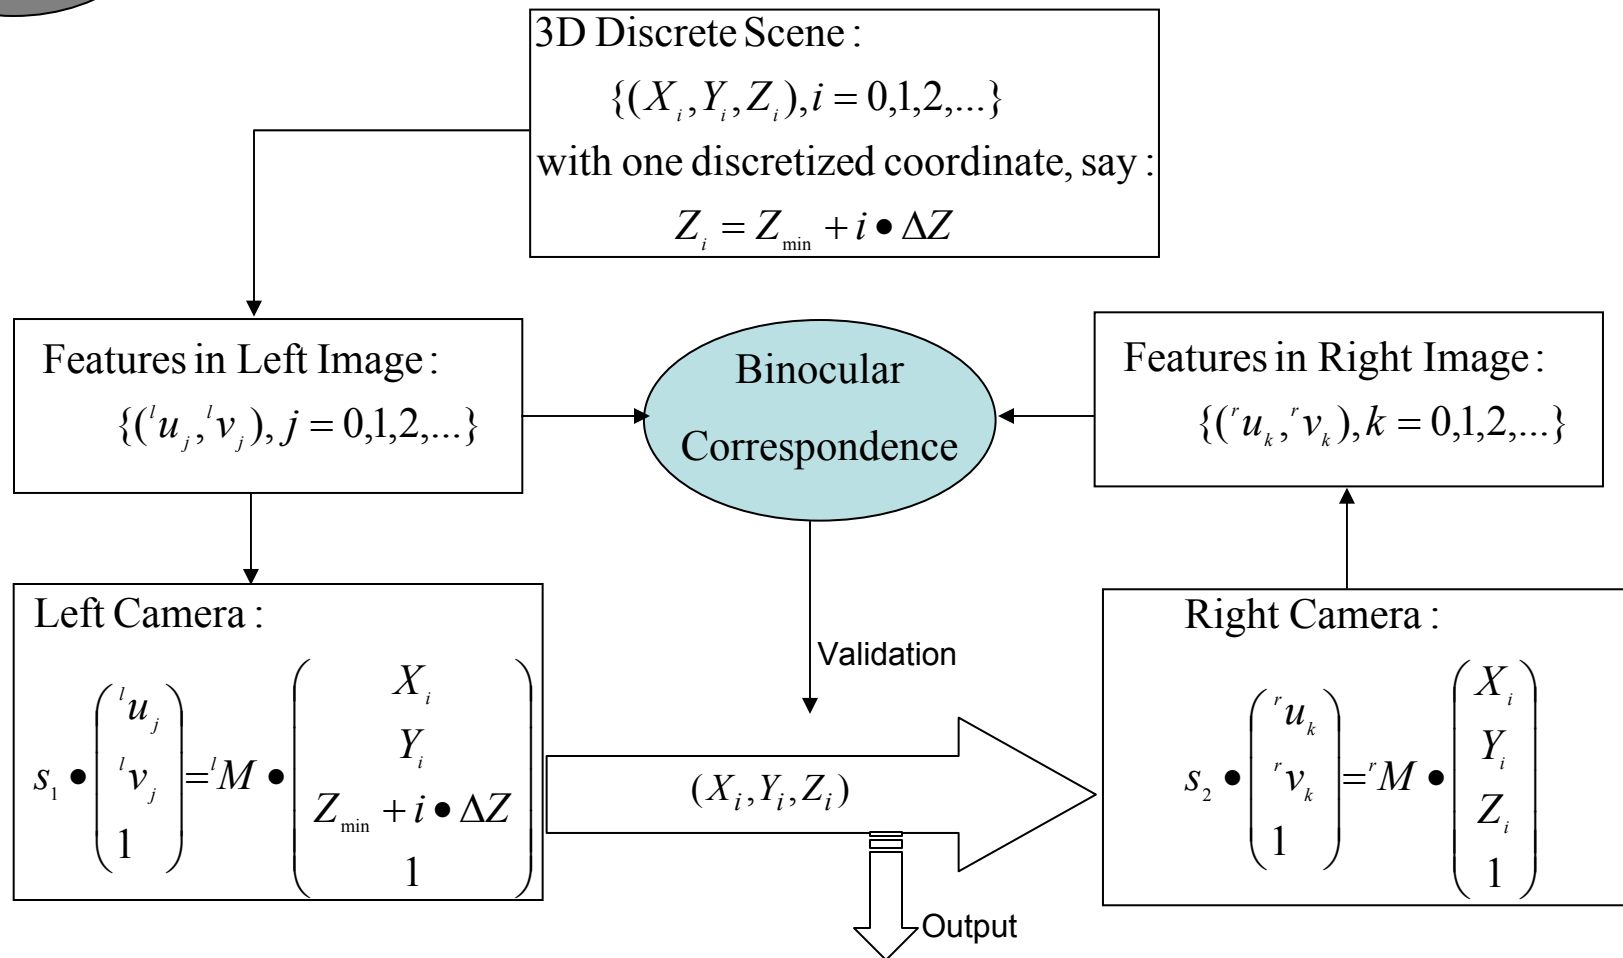 3D Discrete Scene :
{(X_i, Y_i, Z_i), i = 0,1,2,...}
with one discretized coordinate, say :
Z_i = Z_min + i • ΔZ
Features in Left Image :
{(^l u_j, ^l v_j), j = 0,1,2,...}
Binocular
Correspondence
Features in Right Image :
{(^r u_k, ^r v_k), k = 0,1,2,...}
Left Camera :
s_1 • (^l u_j
^l v_j
1) = ^l M • (X_i
Y_i
Z_min + i • ΔZ
1)
Validation
(X_i, Y_i, Z_i)
Output
Right Camera :
s_2 • (^r u_k
^r v_k
1) = ^r M • (X_i
Y_i
Z_i
1)